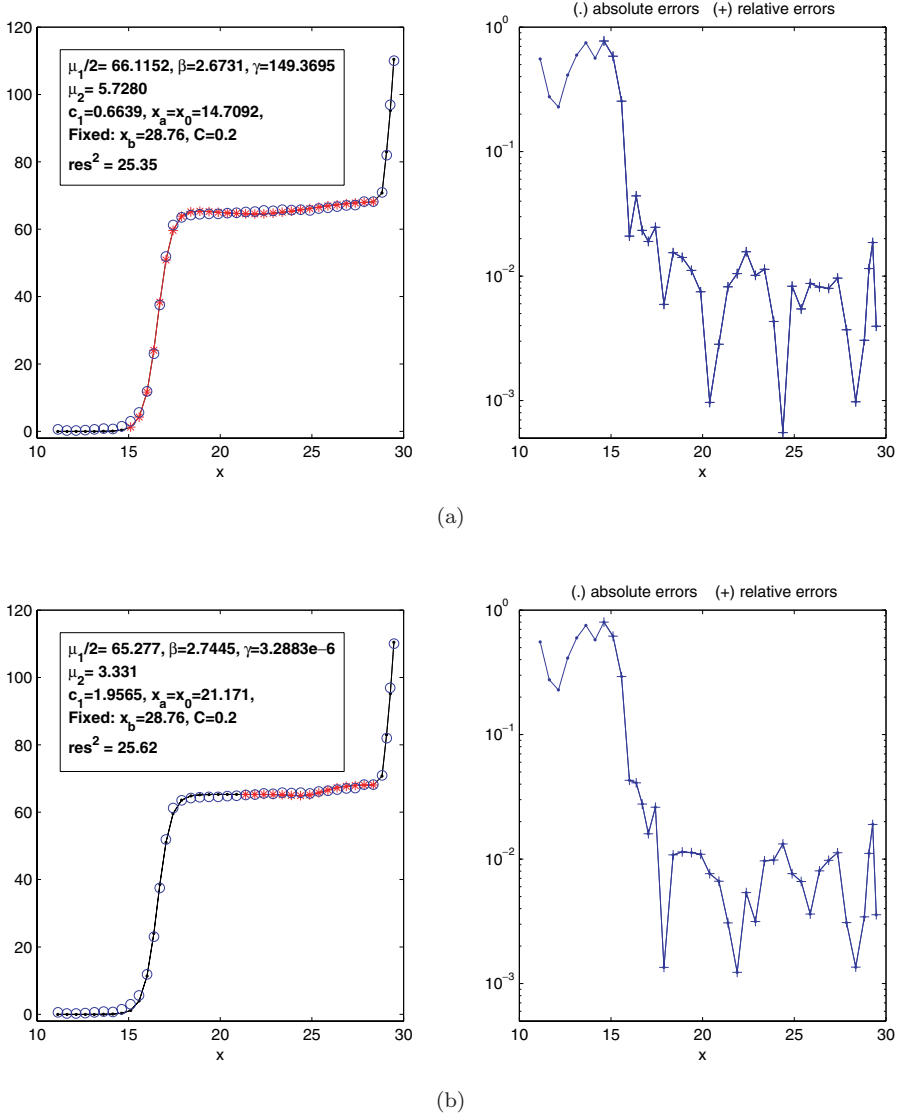 (.) absolute errors (+) relative errors
120
100
80
60
40
20
0
μ1/2= 66.1152, β=2.6731, γ=149.3695
μ2= 5.7280
c1=0.6639, xa=x0=14.7092,
Fixed: xb=28.76, C=0.2
res² = 25.35
10 15 20 25 30
x
10⁰
10⁻¹
10⁻²
10⁻³
10 15 20 25 30
x
(a)
(.) absolute errors (+) relative errors
120
100
80
60
40
20
0
μ1/2= 65.277, β=2.7445, γ=3.2883e−6
μ2= 3.331
c1=1.9565, xa=x0=21.171,
Fixed: xb=28.76, C=0.2
res² = 25.62
10 15 20 25 30
x
10⁰
10⁻¹
10⁻²
10⁻³
10 15 20 25 30
x
(b)